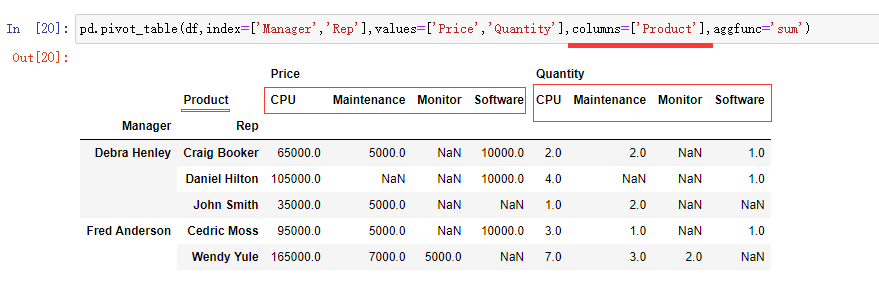 In [20]: pd.pivot_table(df,index=['Manager','Rep'],values=['Price','Quantity'],columns=['Product'],aggfunc='sum')
Out[20]:
Price Quantity
Product CPU Maintenance Monitor Software CPU Maintenance Monitor Software
Manager Rep
Debra Henley Craig Booker 65000.0 5000.0 NaN 10000.0 2.0 2.0 NaN 1.0
Daniel Hilton 105000.0 NaN NaN 10000.0 4.0 NaN NaN 1.0
John Smith 35000.0 5000.0 NaN NaN 1.0 2.0 NaN NaN
Fred Anderson Cedric Moss 95000.0 5000.0 NaN 10000.0 3.0 1.0 NaN 1.0
Wendy Yule 165000.0 7000.0 5000.0 NaN 7.0 3.0 2.0 NaN